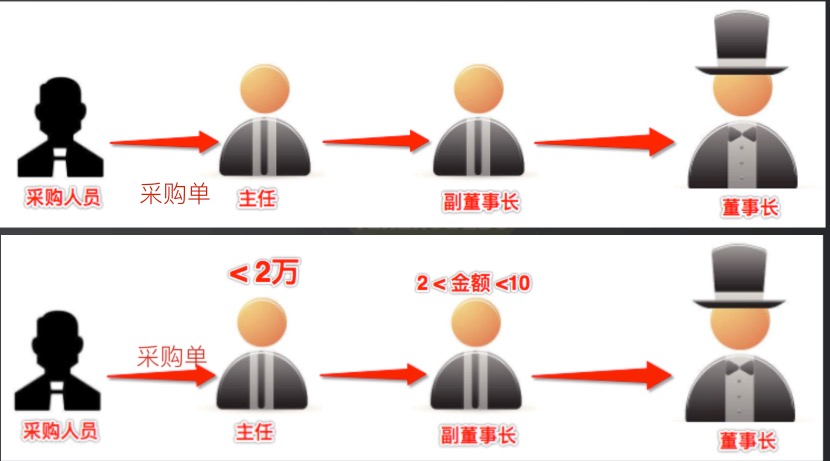 采购单
采购人员
主任
副董事长
董事长
< 2万
2 < 金额 <10
采购单
采购人员
主任
副董事长
董事长